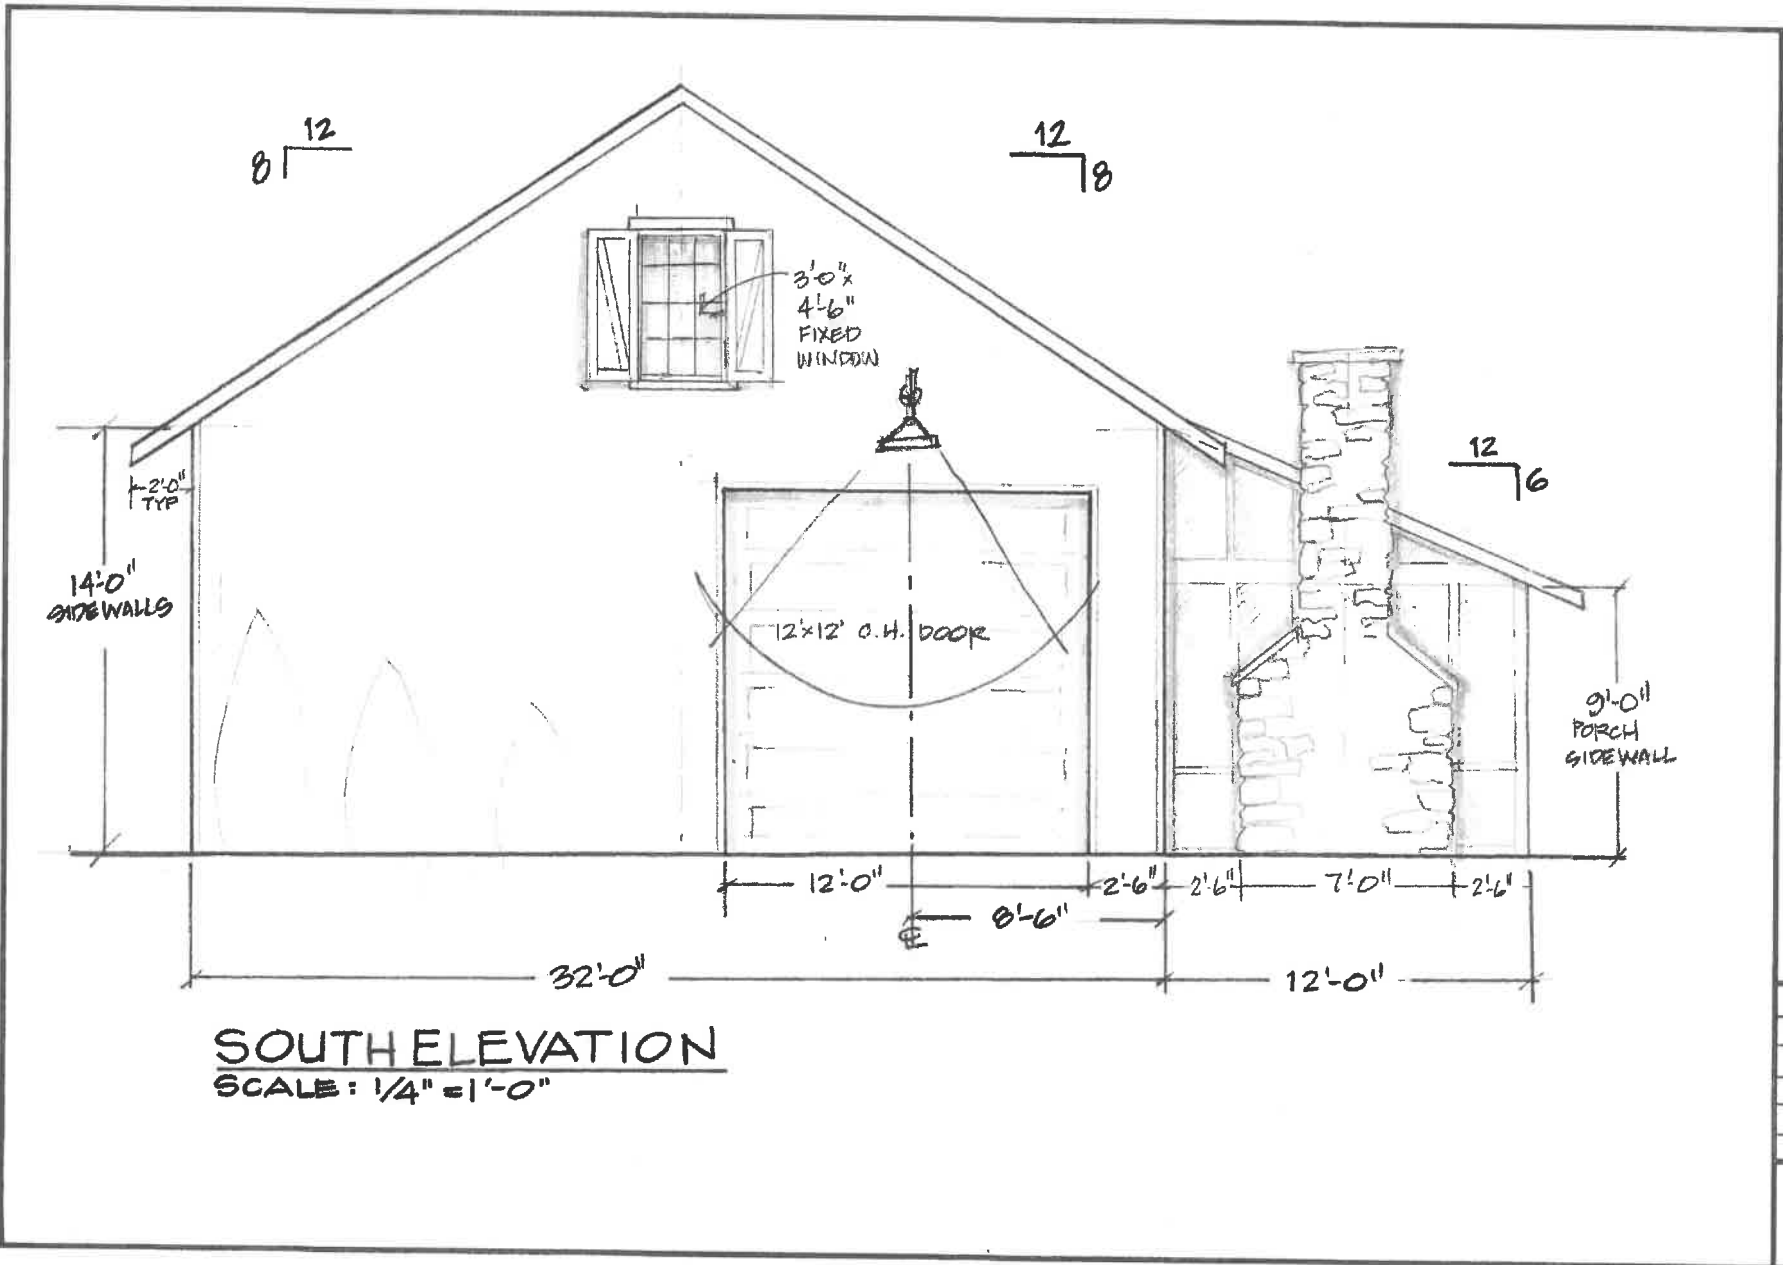 12
8
12
8
3'-0" x
4'-6"
FIXED
WINDOW
12
6
2'-0"
TYP
14'-0"
SIDEWALLS
12'x12' O.H. DOOR
9'-0"
PORCH
SIDEWALL
12'-0"
2'-6"
2'-6"
7'-0"
2'-6"
8'-6"
℄
32'-0"
12'-0"
SOUTH ELEVATION
SCALE: 1/4" = 1'-0"